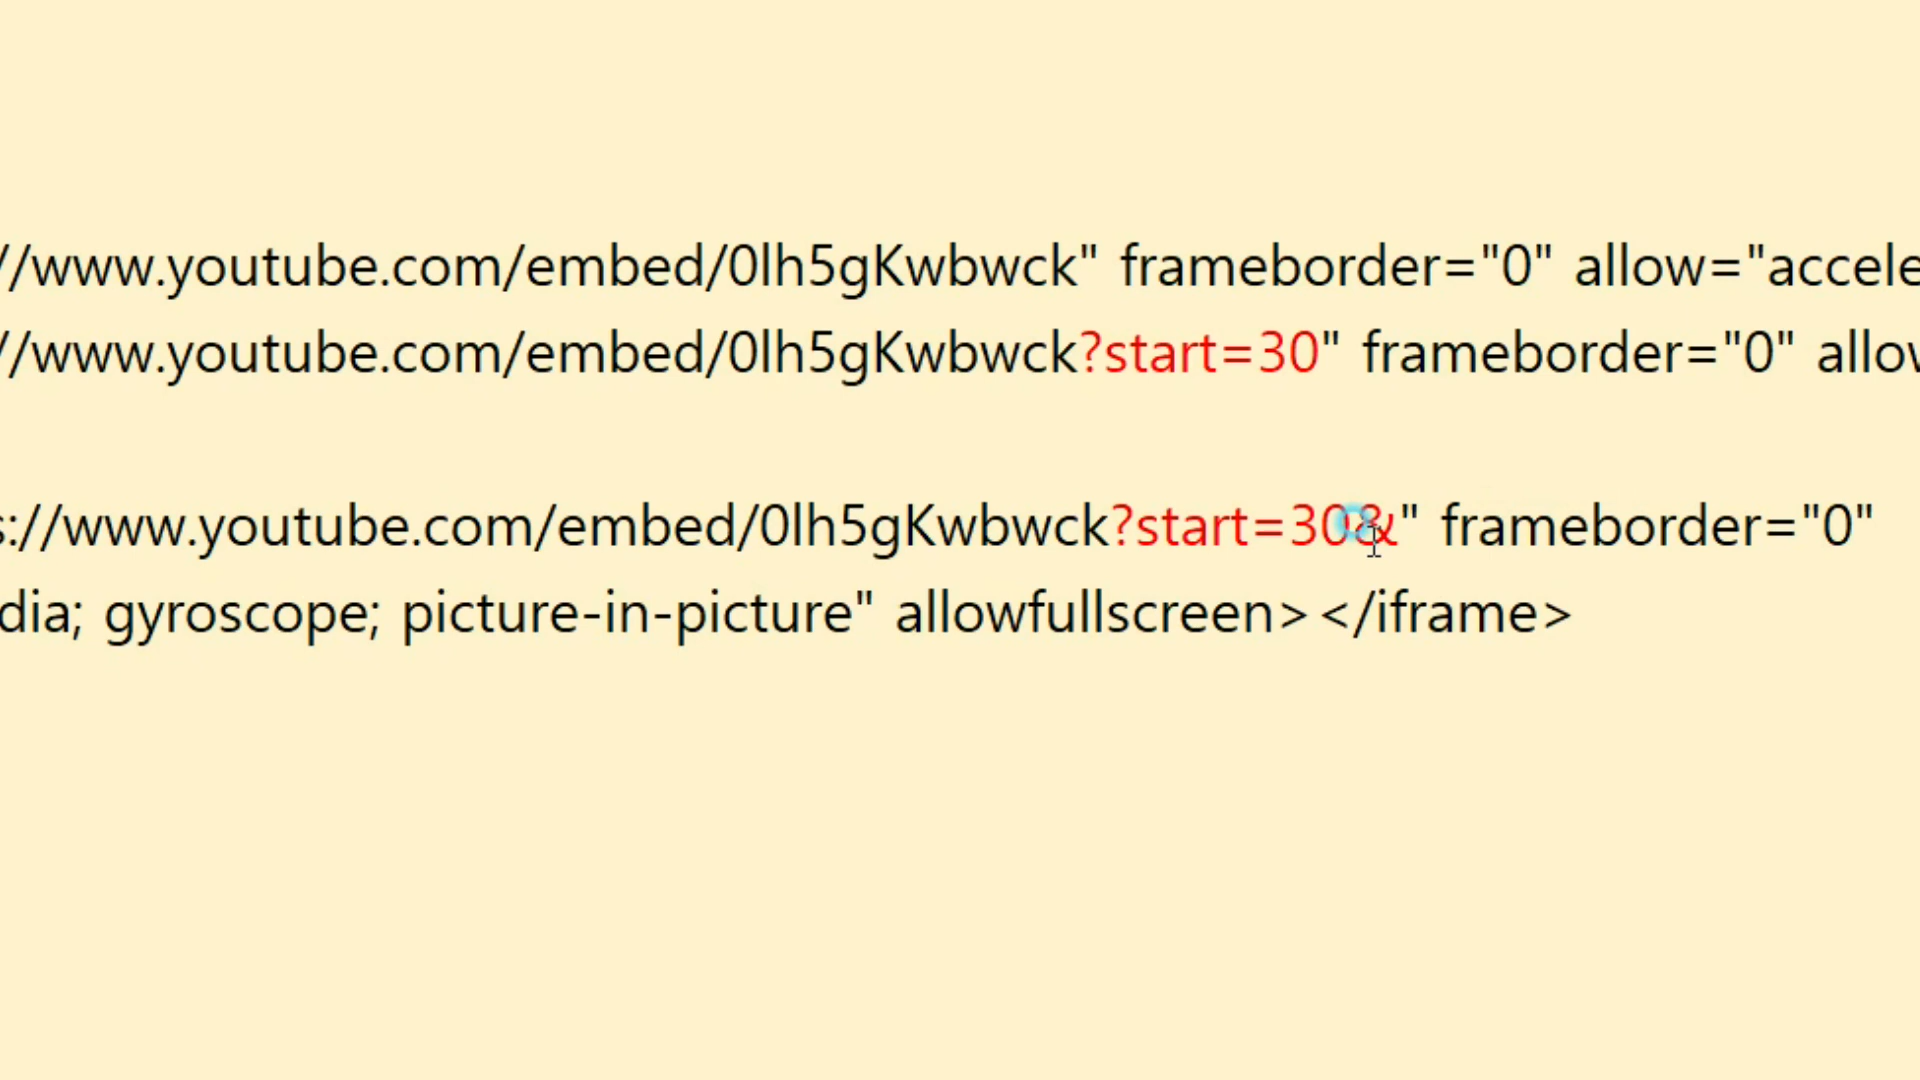 //www.youtube.com/embed/0lh5gKwbwck" frameborder="0" allow="accele
//www.youtube.com/embed/0lh5gKwbwck?start=30" frameborder="0" allow
s://www.youtube.com/embed/0lh5gKwbwck?start=30&" frameborder="0"
dia; gyroscope; picture-in-picture" allowfullscreen></iframe>